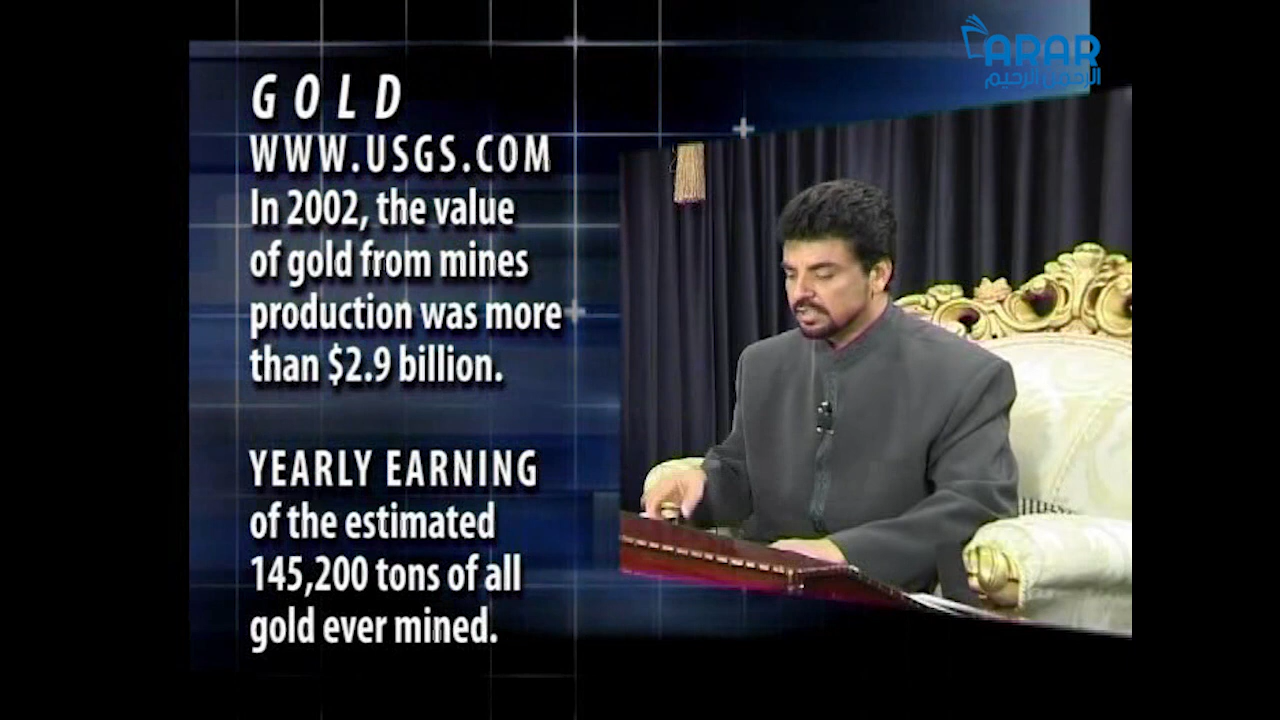 ARAR
الرحمن الرحيم
GOLD
WWW.USGS.COM
In 2002, the value
of gold from mines
production was more
than $2.9 billion.
YEARLY EARNING
of the estimated
145,200 tons of all
gold ever mined.